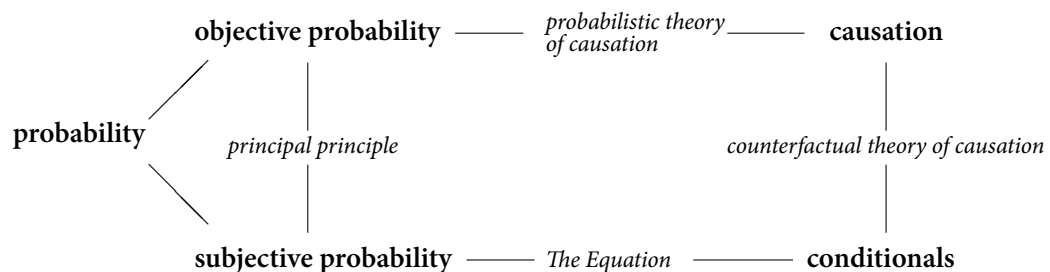 objective probability
probabilistic theory
of causation
causation
probability
principal principle
counterfactual theory of causation
subjective probability
The Equation
conditionals